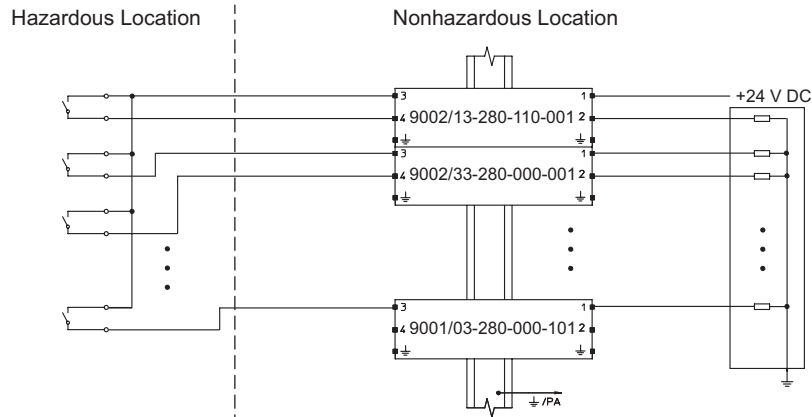 Hazardous Location
Nonhazardous Location
3 1
+24 V DC
4 9002/13-280-110-001 2
3 1
4 9002/33-280-000-001 2
3 1
4 9001/03-280-000-101 2
/PA